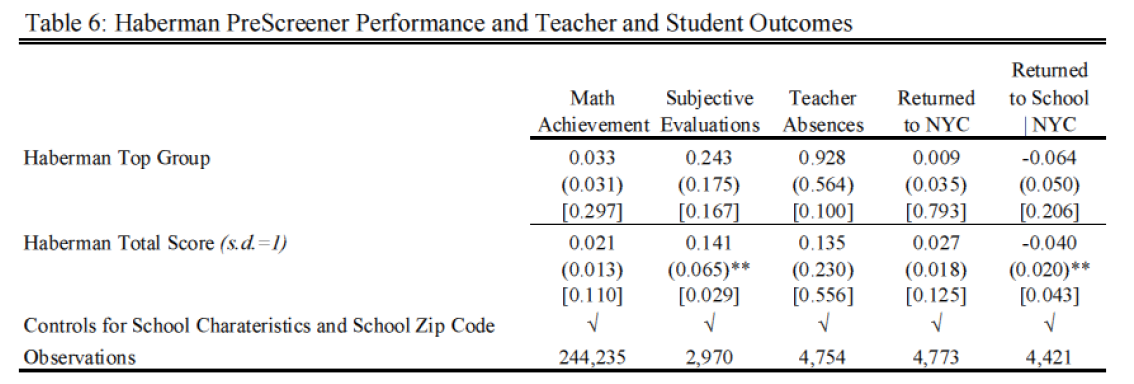 Table 6: Haberman PreScreener Performance and Teacher and Student Outcomes
Math Achievement Subjective Evaluations Teacher Absences Returned to NYC Returned to School | NYC
Haberman Top Group 0.033 0.243 0.928 0.009 -0.064
(0.031) (0.175) (0.564) (0.035) (0.050)
[0.297] [0.167] [0.100] [0.793] [0.206]
Haberman Total Score (s.d.=1) 0.021 0.141 0.135 0.027 -0.040
(0.013) (0.065)** (0.230) (0.018) (0.020)**
[0.110] [0.029] [0.556] [0.125] [0.043]
Controls for School Charateristics and School Zip Code √ √ √ √ √
Observations 244,235 2,970 4,754 4,773 4,421